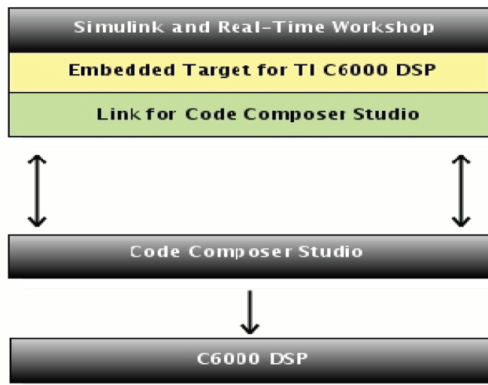 Simulink and Real-Time Workshop
Embedded Target for TI C6000 DSP
Link for Code Composer Studio
Code Composer Studio
C6000 DSP